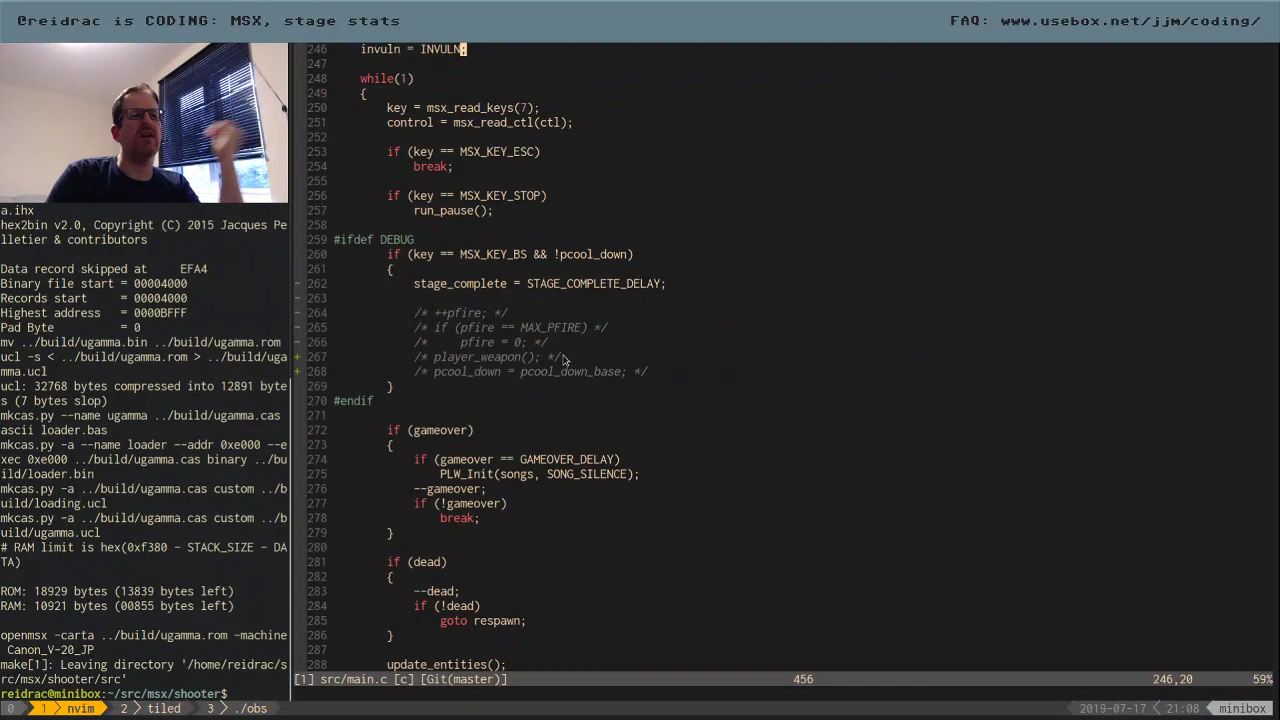 @reidrac is CODING: MSX, stage stats
FAQ: www.usebox.net/jjm/coding/
a.ihx
hex2bin v2.0, Copyright (C) 2015 Jacques Pe
lletier & contributors
Data record skipped at     EFA4
Binary file start = 00004000
Records start     = 00004000
Highest address   = 0000BFFF
Pad Byte          = 0
mv ../build/ugamma.bin ../build/ugamma.rom
ucl -s < ../build/ugamma.rom > ../build/uga
mma.ucl
ucl: 32768 bytes compressed into 12891 byte
s (7 bytes slop)
mkcas.py --name ugamma ../build/ugamma.cas
ascii loader.bas
mkcas.py -a --name loader --addr 0xe000 --e
xec 0xe000 ../build/ugamma.cas binary ../bu
ild/loader.bin
mkcas.py -a ../build/ugamma.cas custom ../b
uild/loading.ucl
mkcas.py -a ../build/ugamma.cas custom ../b
uild/ugamma.ucl
# RAM limit is hex(0xf380 - STACK_SIZE - DA
TA)
ROM: 18929 bytes (13839 bytes left)
RAM: 10921 bytes (00855 bytes left)
openmsx -carta ../build/ugamma.rom -machine
 Canon_V-20_JP
make[1]: Leaving directory '/home/reidrac/s
rc/msx/shooter/src'
reidrac@minibox:~/src/msx/shooter$
246     invuln = INVULN;
247
248     while(1)
249     {
250         key = msx_read_keys(7);
251         control = msx_read_ctl(ctl);
252
253         if (key == MSX_KEY_ESC)
254             break;
255
256         if (key == MSX_KEY_STOP)
257             run_pause();
258
259 #ifdef DEBUG
260         if (key == MSX_KEY_BS && !pcool_down)
261         {
~ 262             stage_complete = STAGE_COMPLETE_DELAY;
~ 263
~ 264             /* ++pfire; */
~ 265             /* if (pfire == MAX_PFIRE) */
~ 266             /*     pfire = 0; */
+ 267             /* player_weapon(); */
+ 268             /* pcool_down = pcool_down_base; */
269         }
270 #endif
271
272         if (gameover)
273         {
274             if (gameover == GAMEOVER_DELAY)
275                 PLW_Init(songs, SONG_SILENCE);
276             --gameover;
277             if (!gameover)
278                 break;
279         }
280
281         if (dead)
282         {
283             --dead;
284             if (!dead)
285                 goto respawn;
286         }
287
288         update_entities();
[1] src/main.c [c] [Git(master)]     456     246,20     59%
0  1 nvim  2 tiled  3 ./obs     2019-07-17  21:08  minibox